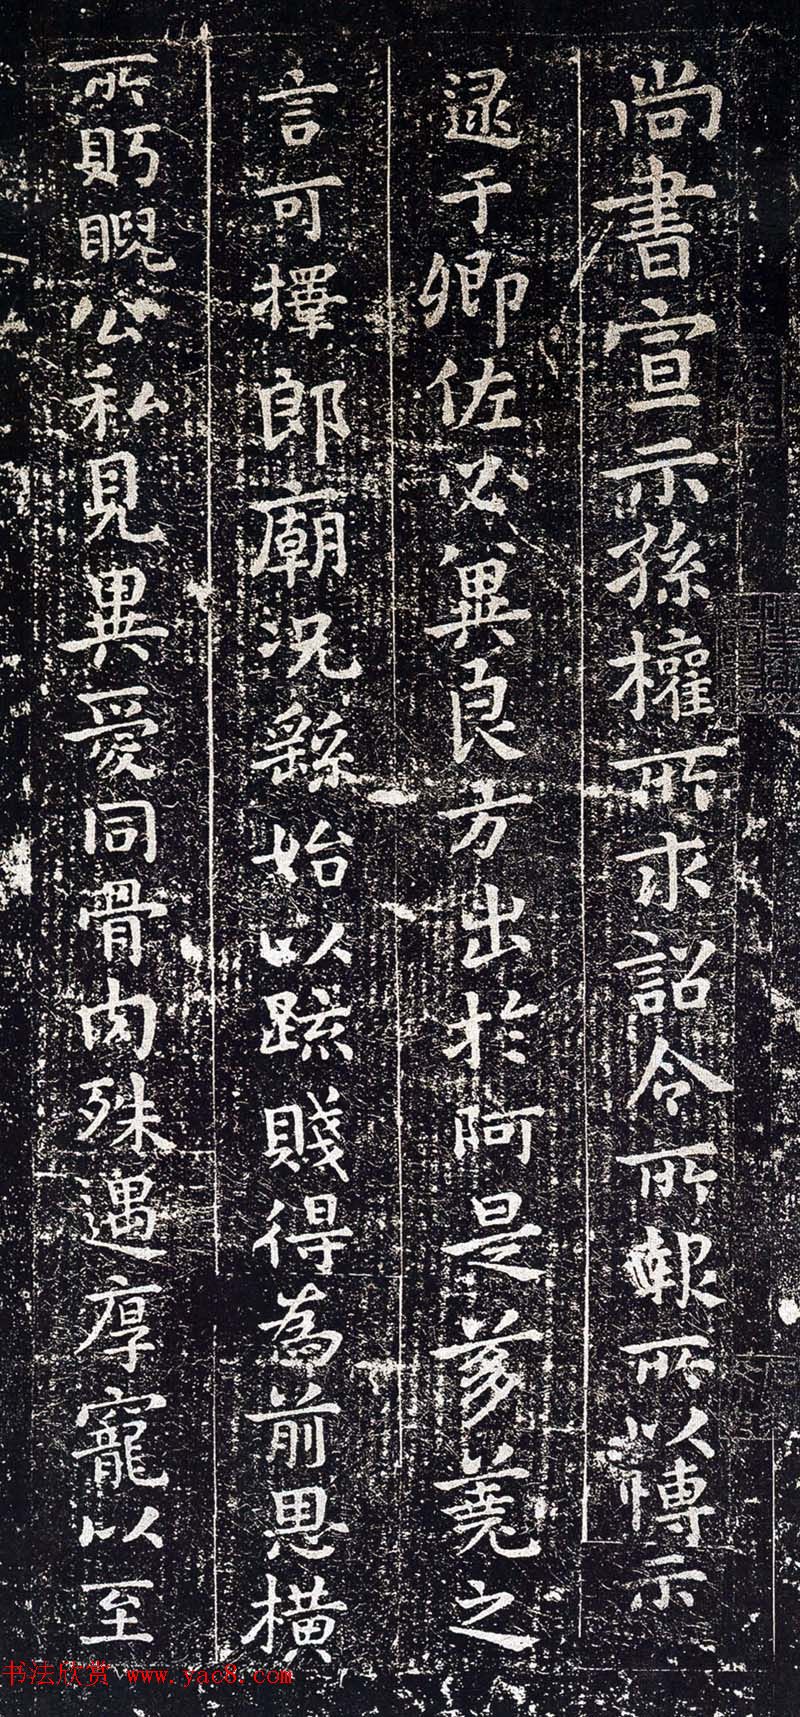 尚書宣示孫權所求詔令所報所以博示
逮于卿佐必冀良方出於阿是芻蕘之
言可擇郎廟況繇始以疏賤得為前恩橫
所眄睨公私見異愛同骨肉殊遇厚寵以至
书法欣赏 www.yac8.com